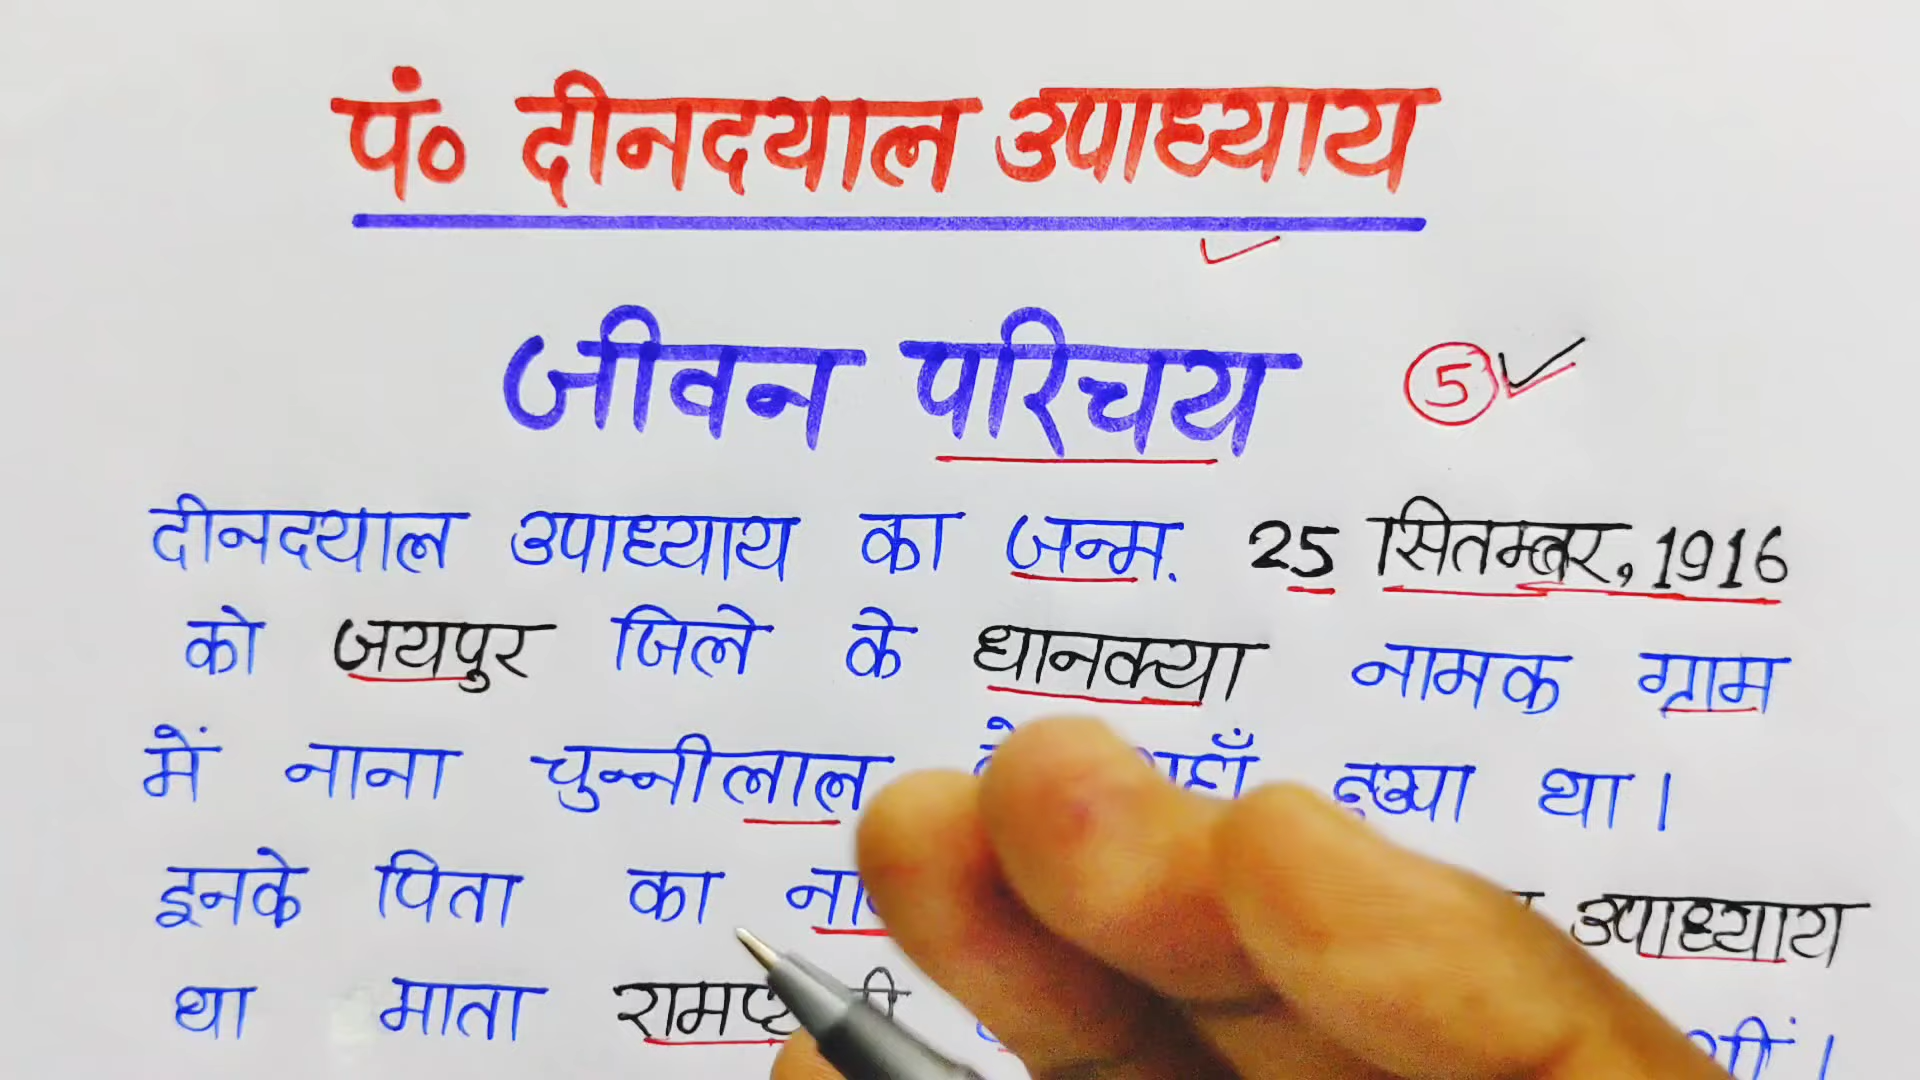 पं० दीनदयाल उपाध्याय
जीवन परिचय 5
दीनदयाल उपाध्याय का जन्म. 25 सितम्बर, 1916
को जयपुर जिले के धानक्या नामक ग्राम
में नाना चुन्नीलाल यहाँ हुआ था।
इनके पिता का उपाध्याय
था माता